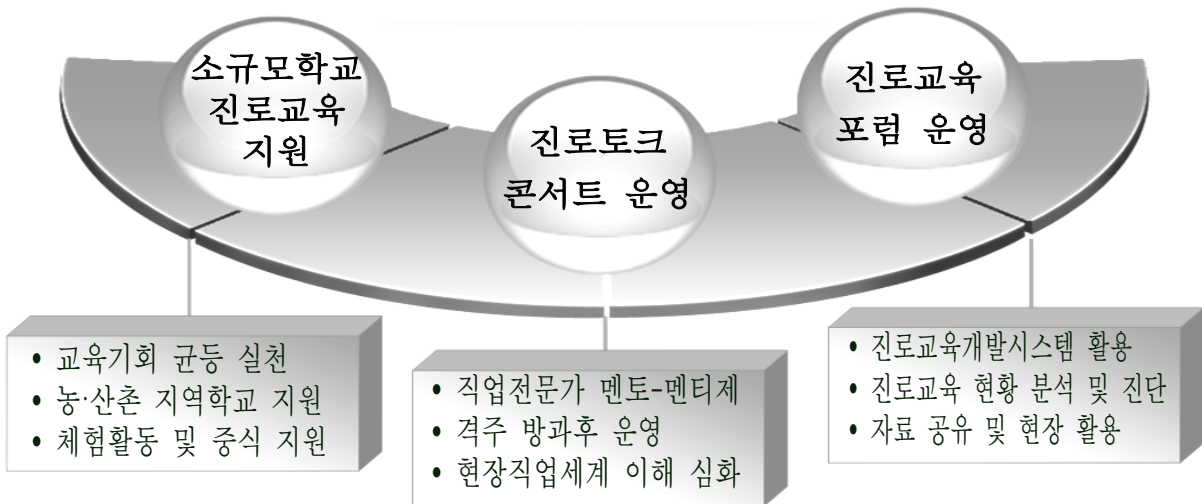 소규모학교
진로교육
지원
진로토크
콘서트 운영
진로교육
포럼 운영
• 교육기회 균등 실천
• 농·산촌 지역학교 지원
• 체험활동 및 중식 지원
• 직업전문가 멘토-멘티제
• 격주 방과후 운영
• 현장직업세계 이해 심화
• 진로교육개발시스템 활용
• 진로교육 현황 분석 및 진단
• 자료 공유 및 현장 활용